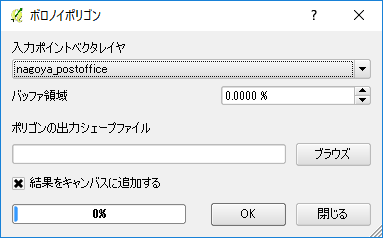 ボロノイポリゴン
入力ポイントベクタレイヤ
nagoya_postoffice
バッファ領域 0.0000 %
ポリゴンの出力シェープファイル
ブラウズ
結果をキャンバスに追加する
0% OK 閉じる